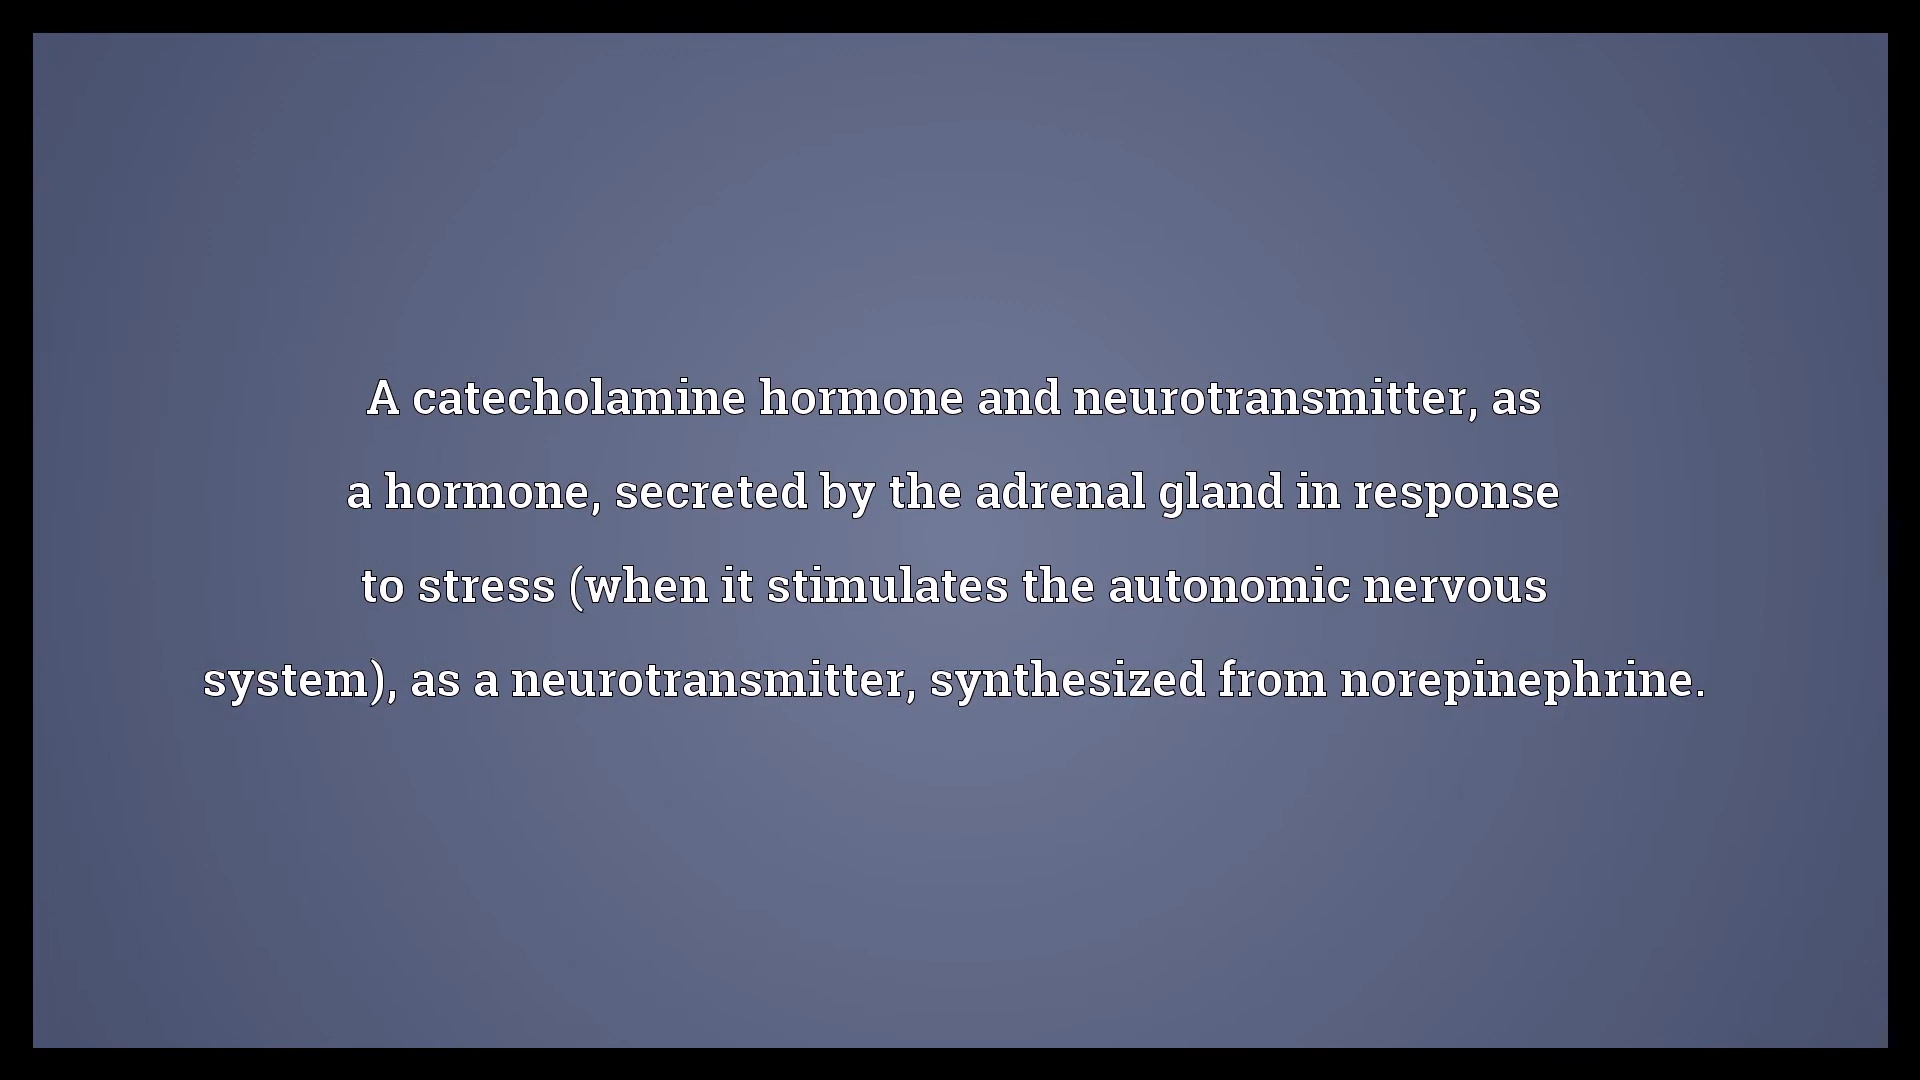 A catecholamine hormone and neurotransmitter, as
a hormone, secreted by the adrenal gland in response
to stress (when it stimulates the autonomic nervous
system), as a neurotransmitter, synthesized from norepinephrine.